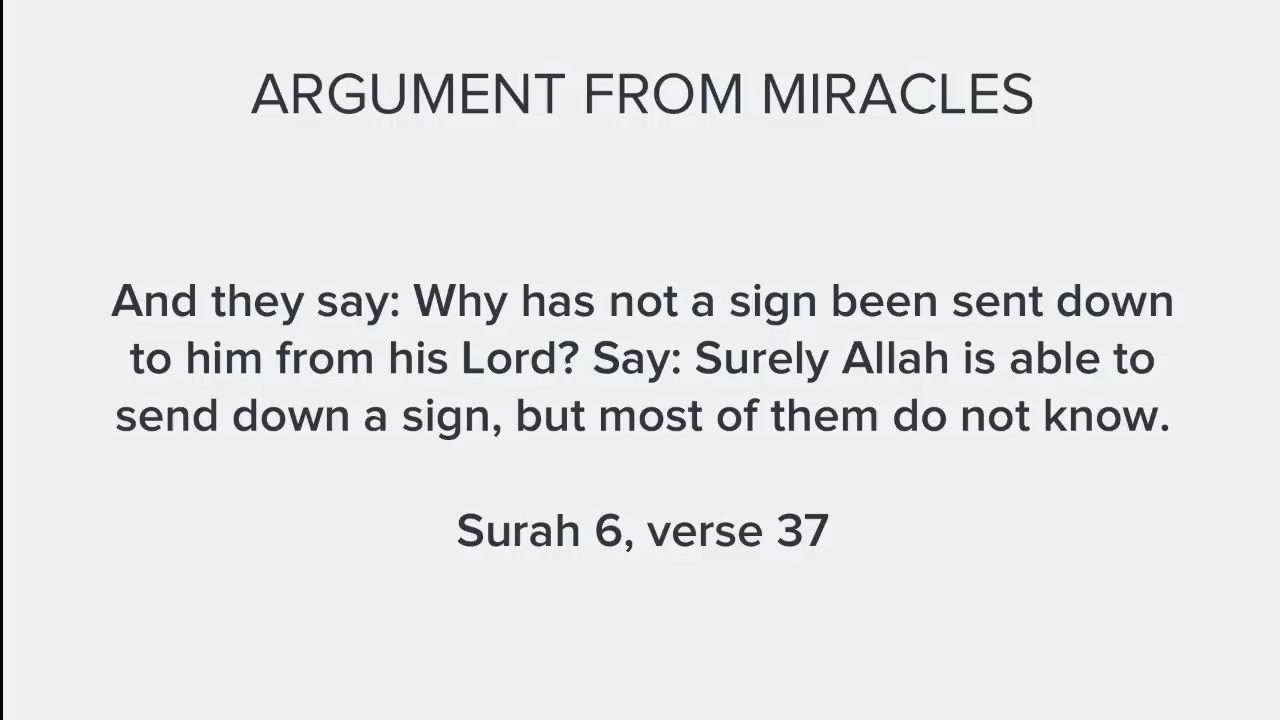 ARGUMENT FROM MIRACLES
And they say: Why has not a sign been sent down
to him from his Lord? Say: Surely Allah is able to
send down a sign, but most of them do not know.
Surah 6, verse 37